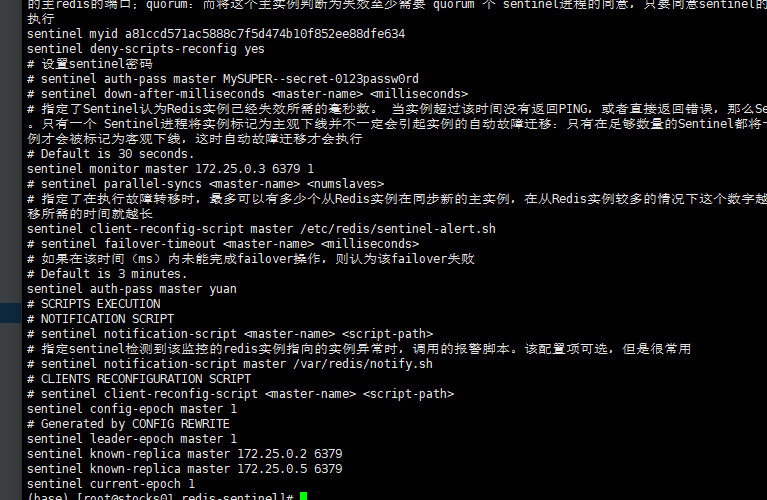 的主redis的端口；quorum：而将这个主实例判断为失效至少需要 quorum 个 sentinel进程的同意，只要同意sentinel的
执行
sentinel myid a81ccd571ac5888c7f5d474b10f852ee88dfe634
sentinel deny-scripts-reconfig yes
# 设置sentinel密码
# sentinel auth-pass master MySUPER--secret-0123passw0rd
# sentinel down-after-milliseconds <master-name> <milliseconds>
# 指定了Sentinel认为Redis实例已经失效所需的毫秒数。 当实例超过该时间没有返回PING，或者直接返回错误，那么Se
。只有一个 Sentinel进程将实例标记为主观下线并不一定会引起实例的自动故障迁移：只有在足够数量的Sentinel都将一
例才会被标记为客观下线，这时自动故障迁移才会执行
# Default is 30 seconds.
sentinel monitor master 172.25.0.3 6379 1
# sentinel parallel-syncs <master-name> <numslaves>
# 指定了在执行故障转移时，最多可以有多少个从Redis实例在同步新的主实例，在从Redis实例较多的情况下这个数字越
移所需的时间就越长
sentinel client-reconfig-script master /etc/redis/sentinel-alert.sh
# sentinel failover-timeout <master-name> <milliseconds>
# 如果在该时间（ms）内未能完成failover操作，则认为该failover失败
# Default is 3 minutes.
sentinel auth-pass master yuan
# SCRIPTS EXECUTION
# NOTIFICATION SCRIPT
# sentinel notification-script <master-name> <script-path>
# 指定sentinel检测到该监控的redis实例指向的实例异常时，调用的报警脚本。该配置项可选，但是很常用
# sentinel notification-script master /var/redis/notify.sh
# CLIENTS RECONFIGURATION SCRIPT
# sentinel client-reconfig-script <master-name> <script-path>
sentinel config-epoch master 1
# Generated by CONFIG REWRITE
sentinel leader-epoch master 1
sentinel known-replica master 172.25.0.2 6379
sentinel known-replica master 172.25.0.5 6379
sentinel current-epoch 1
(base) [root@stocks01 redis-sentinel]#